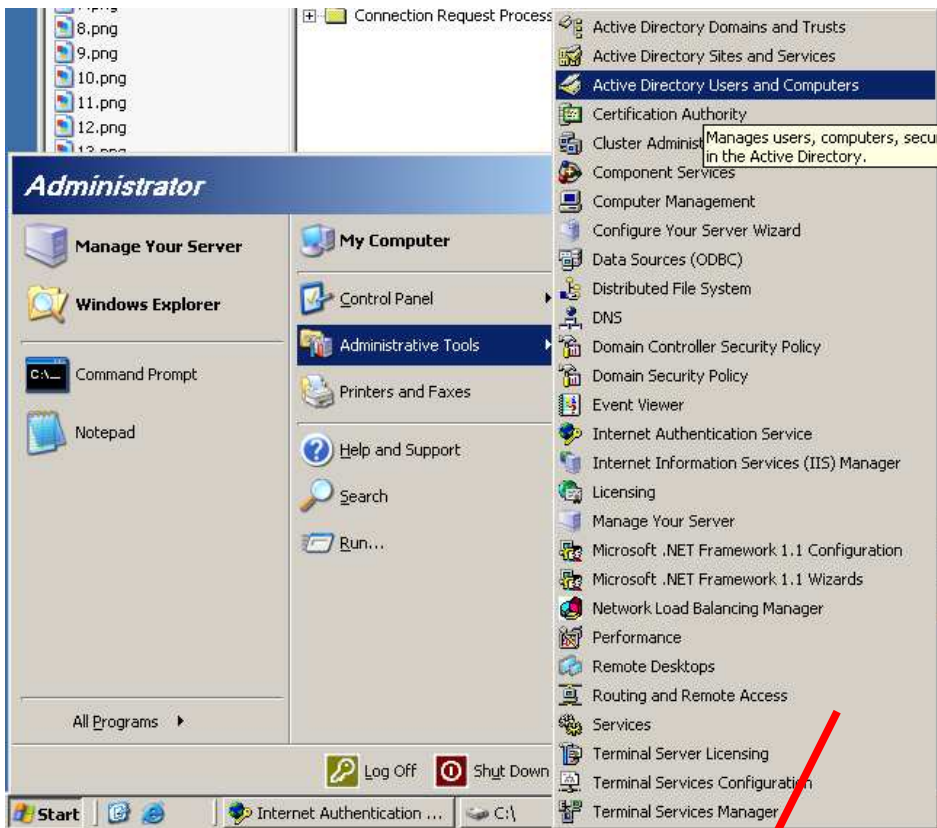 8.png
9.png
10.png
11.png
12.png
Connection Request Process
Administrator
Manage Your Server
Windows Explorer
Command Prompt
Notepad
All Programs
My Computer
Control Panel
Administrative Tools
Printers and Faxes
Help and Support
Search
Run...
Log Off
Shut Down
Active Directory Domains and Trusts
Active Directory Sites and Services
Active Directory Users and Computers
Certification Authority
Cluster Administ
Manages users, computers, secu
in the Active Directory.
Component Services
Computer Management
Configure Your Server Wizard
Data Sources (ODBC)
Distributed File System
DNS
Domain Controller Security Policy
Domain Security Policy
Event Viewer
Internet Authentication Service
Internet Information Services (IIS) Manager
Licensing
Manage Your Server
Microsoft .NET Framework 1.1 Configuration
Microsoft .NET Framework 1.1 Wizards
Network Load Balancing Manager
Performance
Remote Desktops
Routing and Remote Access
Services
Terminal Server Licensing
Terminal Services Configuration
Terminal Services Manager
Start
Internet Authentication ...
C:\